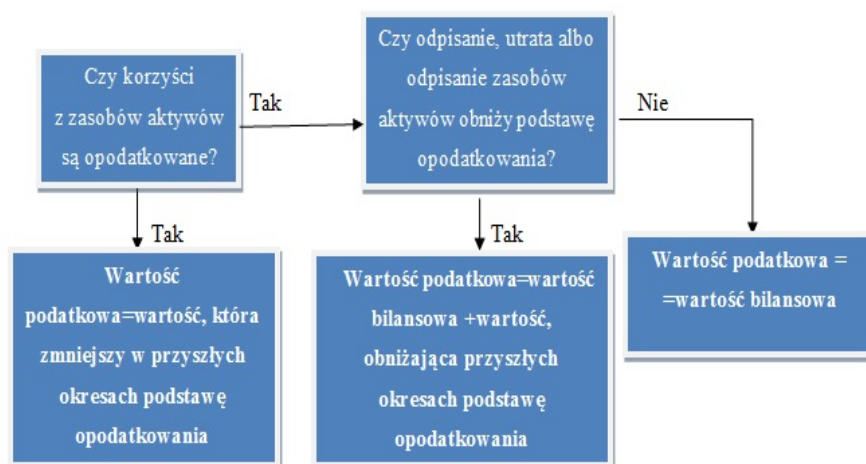 Czy korzyści
z zasobów aktywów
są opodatkowane?
Tak
Czy odpisanie, utrata albo
odpisanie zasobów
aktywów obniży podstawę
opodatkowania?
Nie
Tak
Wartość
podatkowa=wartość, która
zmniejszy w przyszłych
okresach podstawę
opodatkowania
Tak
Wartość podatkowa=wartość
bilansowa +wartość,
obniżająca przyszłych
okresach podstawę
opodatkowania
Wartość podatkowa =
=wartość bilansowa